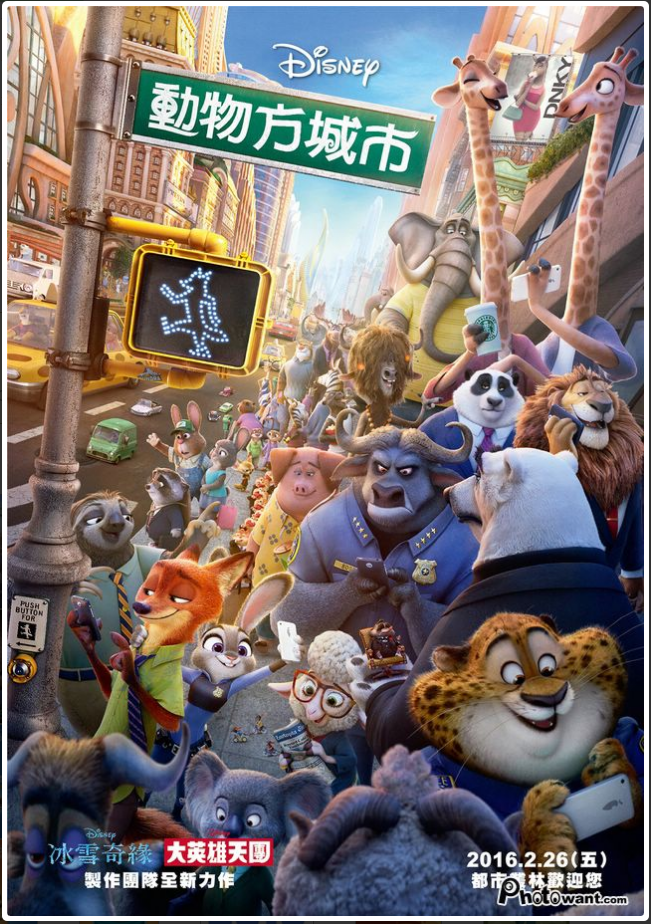 Disney
動物方城市
DNKY
PUSH
BUTTON
FOR
Disney
冰雪奇緣 大英雄天團
製作團隊全新力作
2016.2.26(五)
都市叢林歡迎您
Photowant.com